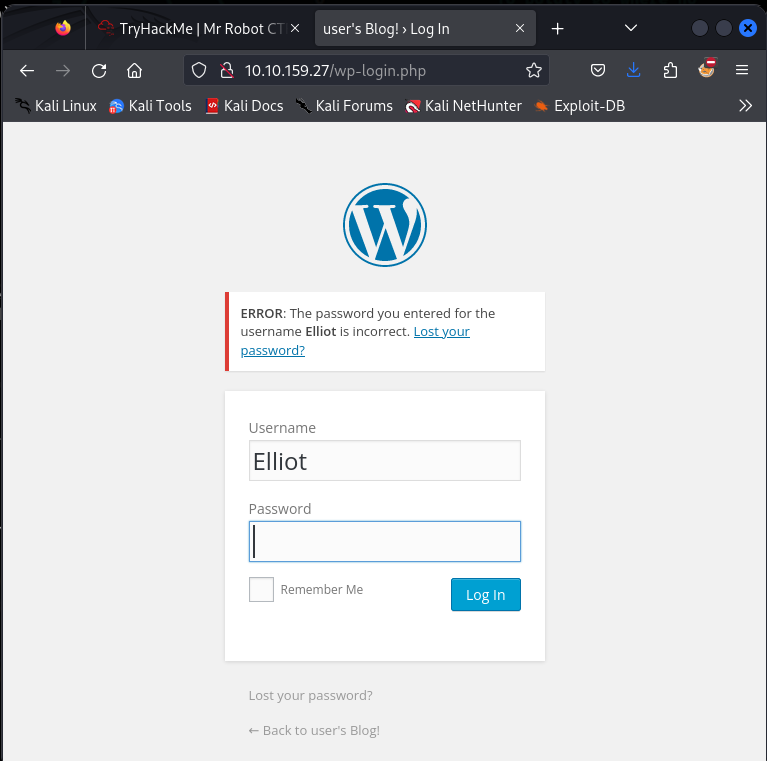 TryHackMe | Mr Robot CT
user's Blog! › Log In
10.10.159.27/wp-login.php
Kali Linux
Kali Tools
Kali Docs
Kali Forums
Kali NetHunter
Exploit-DB
ERROR: The password you entered for the
username Elliot is incorrect. Lost your
password?
Username
Elliot
Password
Remember Me
Log In
Lost your password?
← Back to user's Blog!